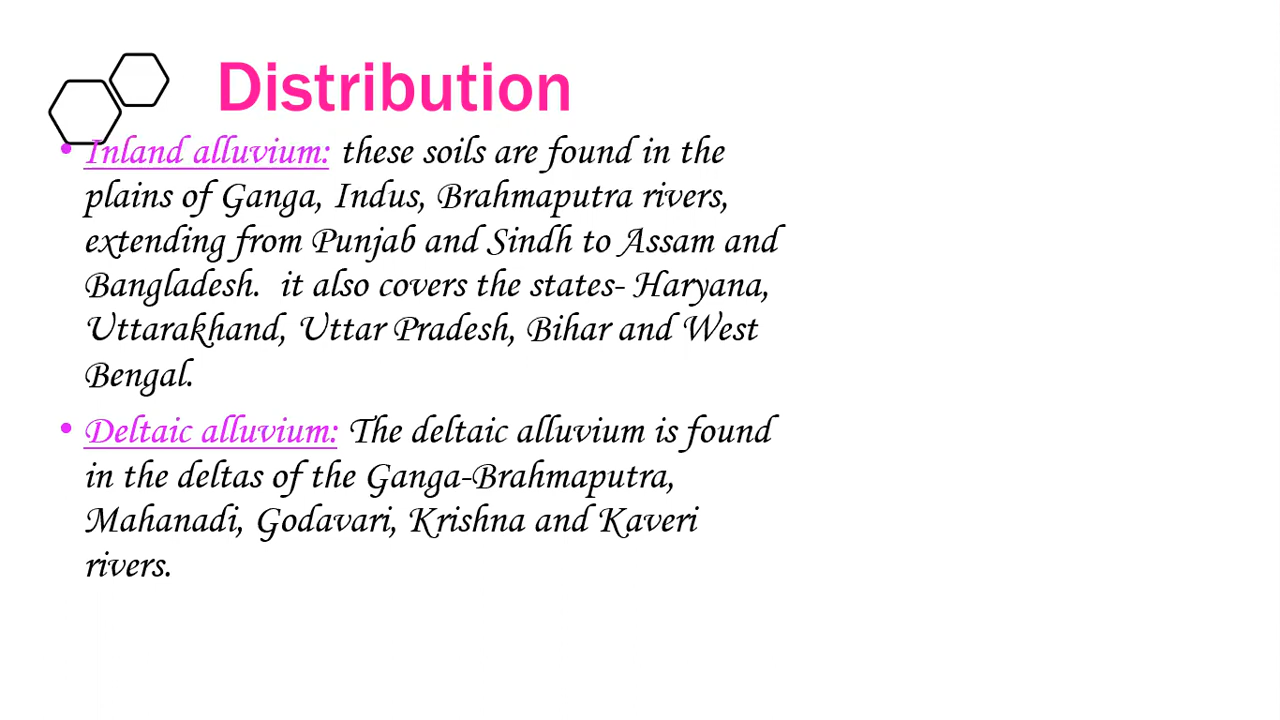 Distribution
• Inland alluvium: these soils are found in the
plains of Ganga, Indus, Brahmaputra rivers,
extending from Punjab and Sindh to Assam and
Bangladesh.  it also covers the states- Haryana,
Uttarakhand, Uttar Pradesh, Bihar and West
Bengal.
• Deltaic alluvium: The deltaic alluvium is found
in the deltas of the Ganga-Brahmaputra,
Mahanadi, Godavari, Krishna and Kaveri
rivers.